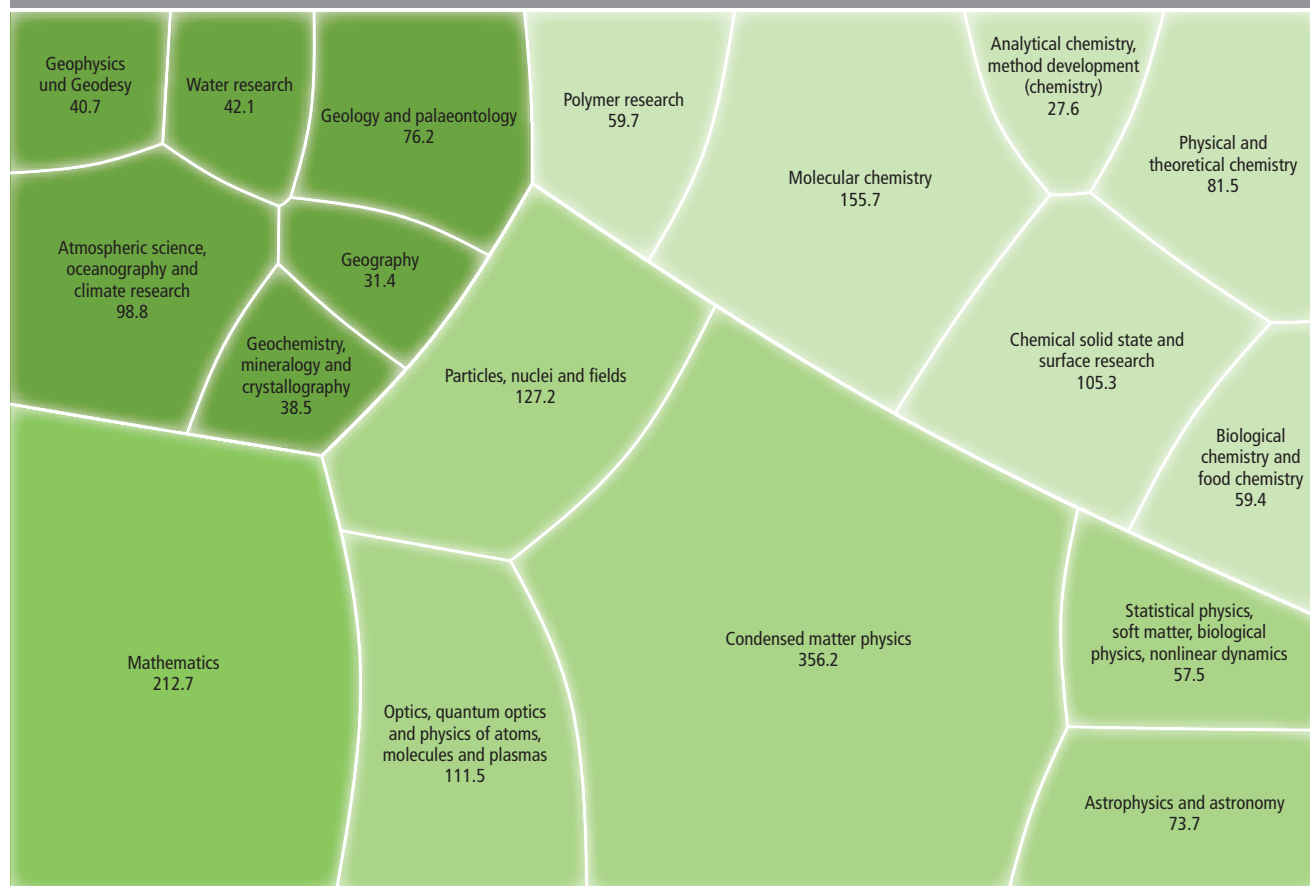 Geophysics
und Geodesy
40.7
Water research
42.1
Geology and palaeontology
76.2
Polymer research
59.7
Molecular chemistry
155.7
Analytical chemistry,
method development
(chemistry)
27.6
Physical and
theoretical chemistry
81.5
Atmospheric science,
oceanography and
climate research
98.8
Geography
31.4
Geochemistry,
mineralogy and
crystallography
38.5
Particles, nuclei and fields
127.2
Chemical solid state and
surface research
105.3
Biological
chemistry and
food chemistry
59.4
Mathematics
212.7
Optics, quantum optics
and physics of atoms,
molecules and plasmas
111.5
Condensed matter physics
356.2
Statistical physics,
soft matter, biological
physics, nonlinear dynamics
57.5
Astrophysics and astronomy
73.7